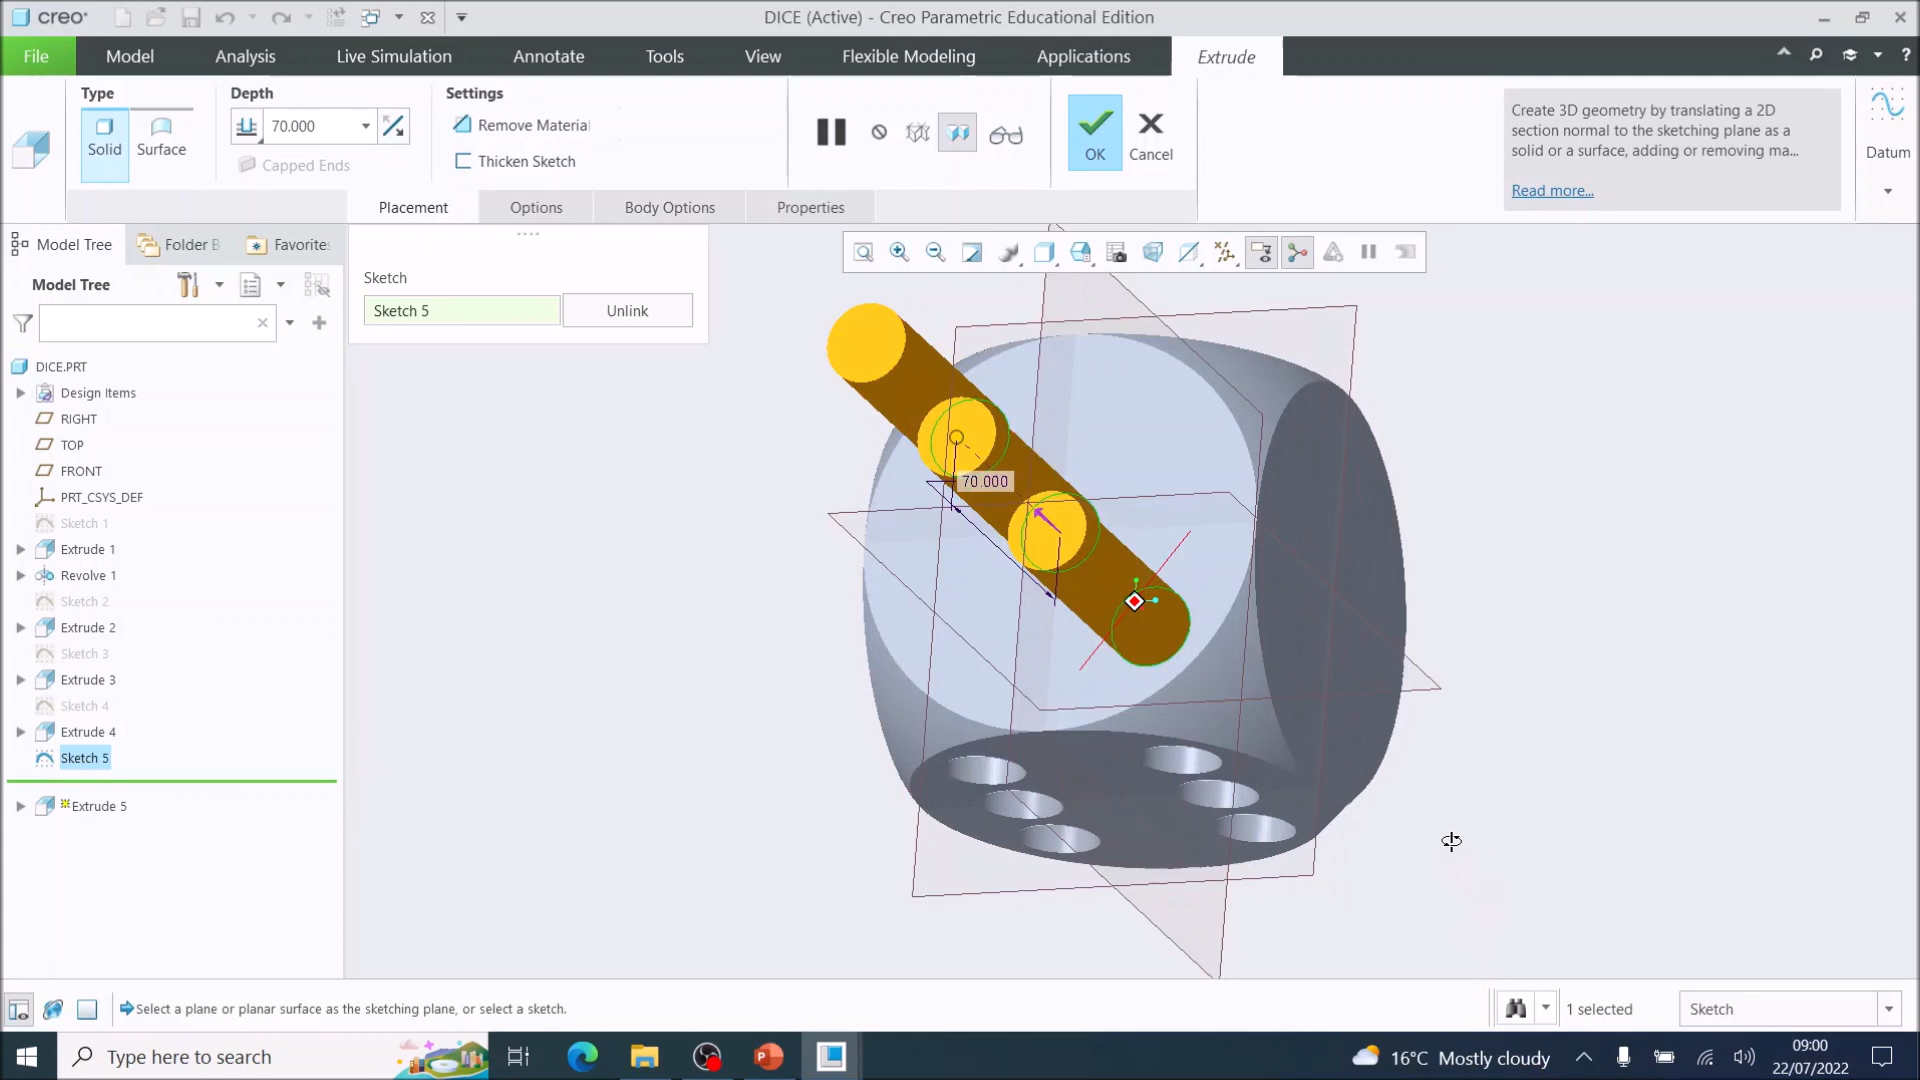 creo
DICE (Active) - Creo Parametric Educational Edition
File
Model
Analysis
Live Simulation
Annotate
Tools
View
Flexible Modeling
Applications
Extrude
?
Type
Solid
Surface
Depth
70.000
Capped Ends
Settings
Remove Material
Thicken Sketch
OK
Cancel
Create 3D geometry by translating a 2D
section normal to the sketching plane as a
solid or a surface, adding or removing ma...
Read more...
Datum
Placement
Options
Body Options
Properties
Model Tree
Folder B
Favorites
Model Tree
Sketch
Sketch 5
Unlink
DICE.PRT
Design Items
RIGHT
TOP
FRONT
PRT_CSYS_DEF
Sketch 1
Extrude 1
Revolve 1
Sketch 2
Extrude 2
Sketch 3
Extrude 3
Sketch 4
Extrude 4
Sketch 5
Extrude 5
70.000
Select a plane or planar surface as the sketching plane, or select a sketch.
1 selected
Sketch
Type here to search
16°C Mostly cloudy
09:00
22/07/2022